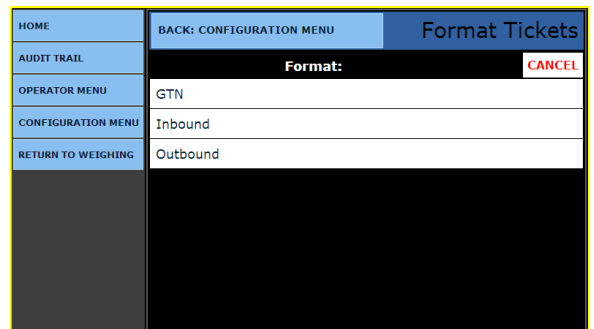 HOME
AUDIT TRAIL
OPERATOR MENU
CONFIGURATION MENU
RETURN TO WEIGHING
BACK: CONFIGURATION MENU
Format Tickets
Format:
CANCEL
GTN
Inbound
Outbound